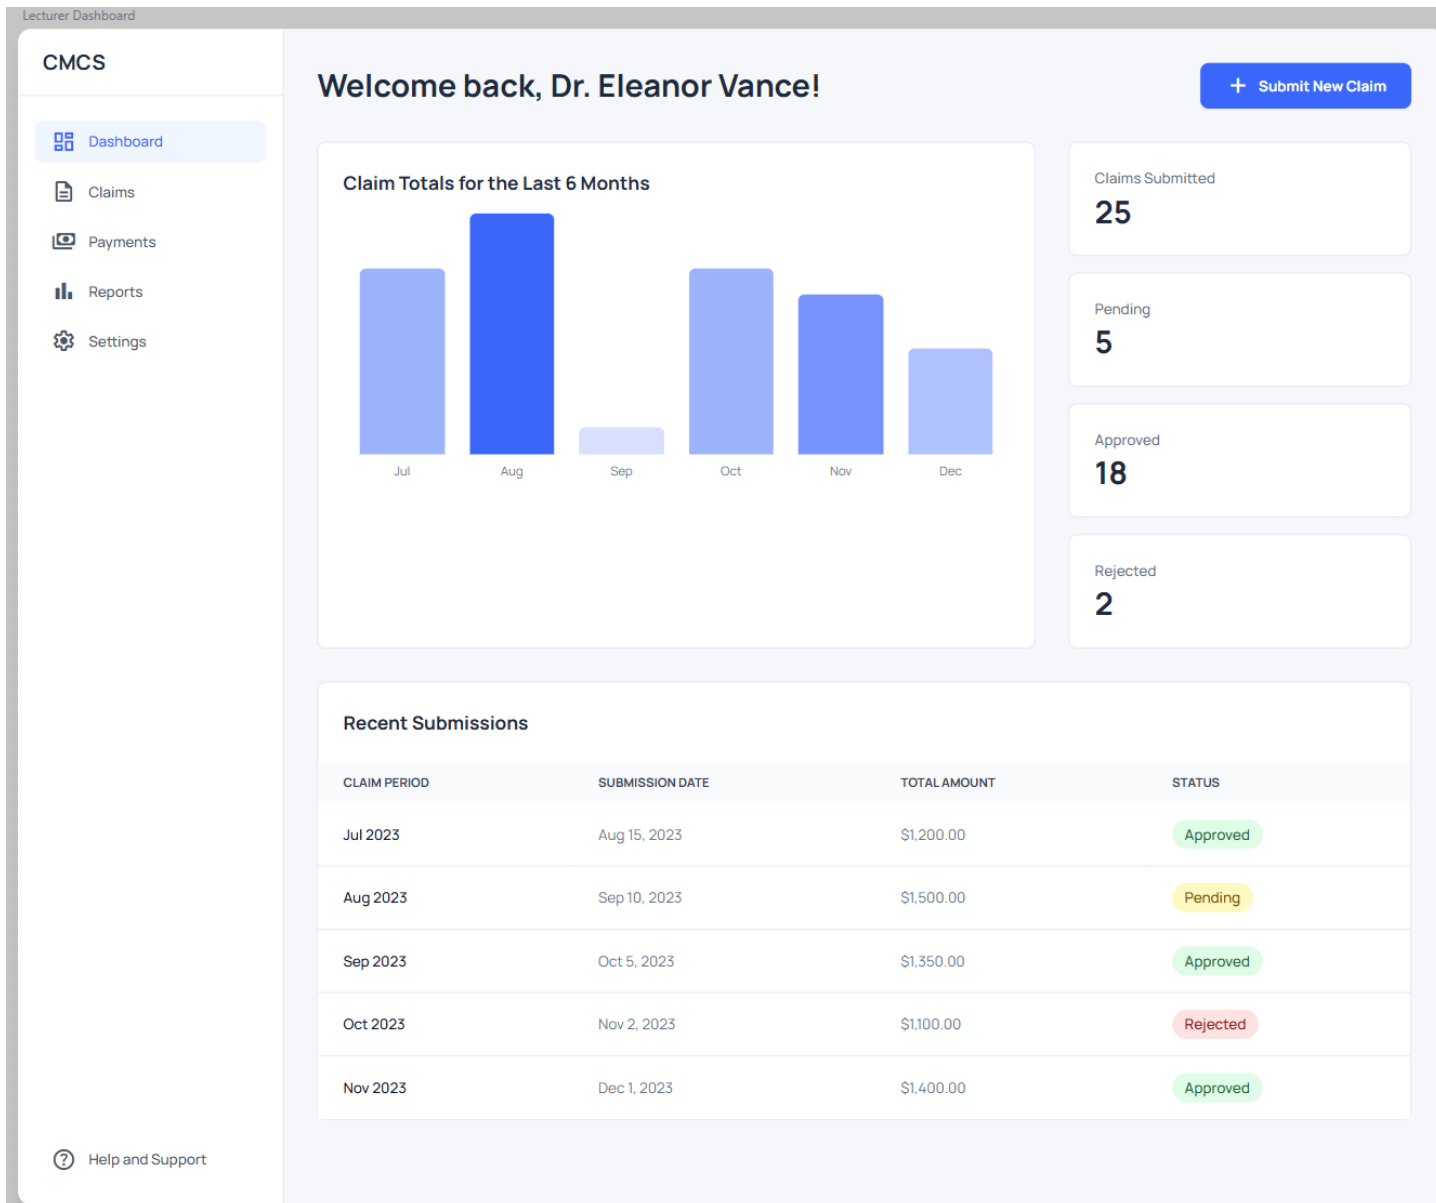 Lecturer Dashboard
CMCS
Dashboard
Claims
Payments
Reports
Settings
Help and Support
Welcome back, Dr. Eleanor Vance!
+ Submit New Claim
Claim Totals for the Last 6 Months
Jul Aug Sep Oct Nov Dec
Claims Submitted
25
Pending
5
Approved
18
Rejected
2
Recent Submissions
CLAIM PERIOD SUBMISSION DATE TOTAL AMOUNT STATUS
Jul 2023 Aug 15, 2023 $1,200.00 Approved
Aug 2023 Sep 10, 2023 $1,500.00 Pending
Sep 2023 Oct 5, 2023 $1,350.00 Approved
Oct 2023 Nov 2, 2023 $1,100.00 Rejected
Nov 2023 Dec 1, 2023 $1,400.00 Approved